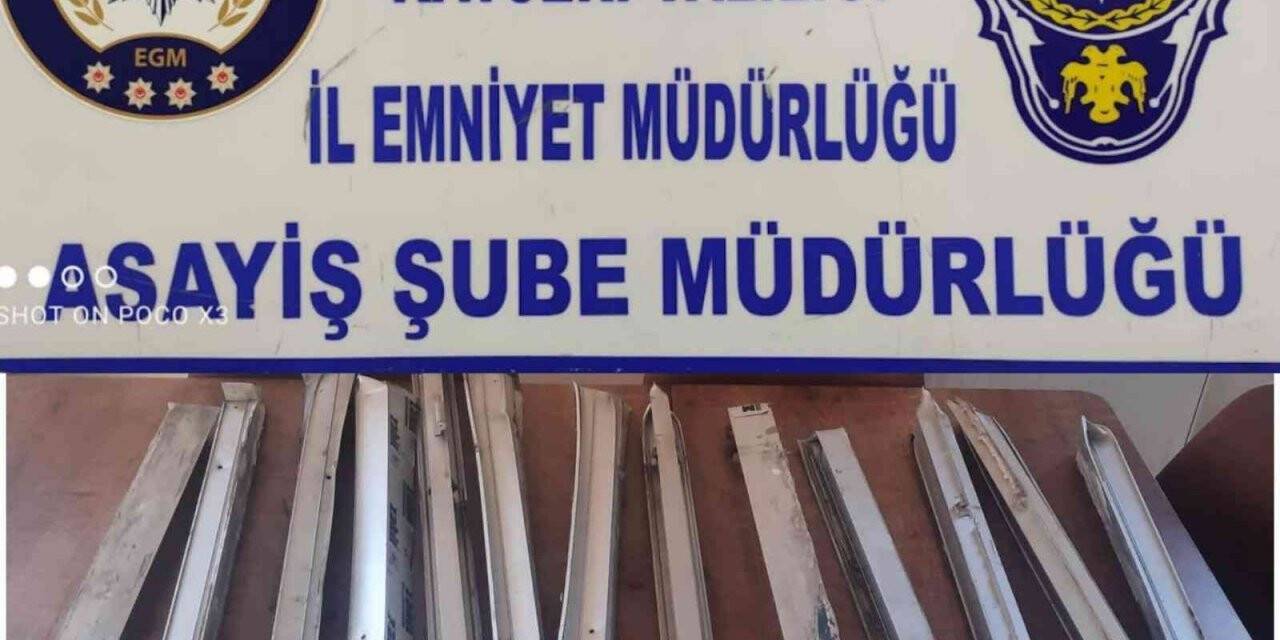 EGM
İL EMNİYET MÜDÜRLÜĞÜ
ASAYİŞ ŞUBE MÜDÜRLÜĞÜ
SHOT ON POCO X3